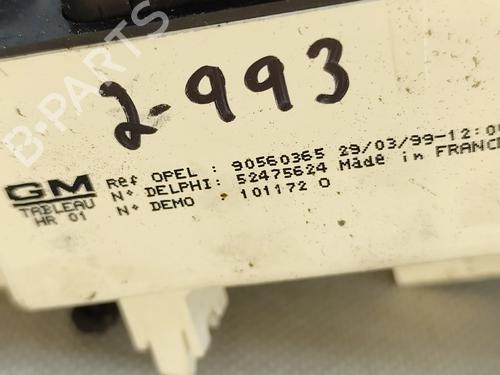 B-PARTS
2-993
Ref OPEL : 90560365 29/03/99-12:0
GM N• DELPHI: 52475624 Made in FRANCE
TABLEAU N• DEMO 101172 0
HR 01